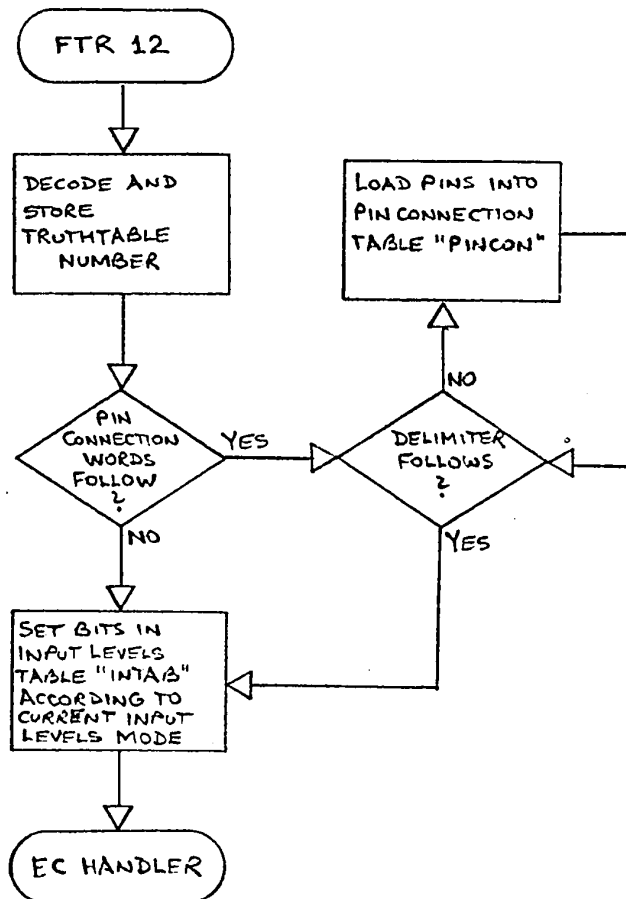 FTR 12
DECODE AND
STORE
TRUTHTABLE
NUMBER
LOAD PINS INTO
PIN CONNECTION
TABLE "PINCON"
NO
PIN
CONNECTION
WORDS
FOLLOW
?
YES
DELIMITER
FOLLOWS
?
NO
YES
SET BITS IN
INPUT LEVELS
TABLE "INTAB"
ACCORDING TO
CURRENT INPUT
LEVELS MODE
EC HANDLER